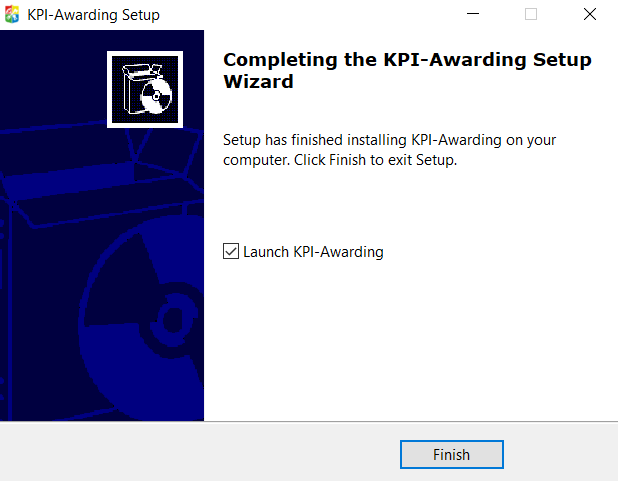 KPI-Awarding Setup
Completing the KPI-Awarding Setup
Wizard
Setup has finished installing KPI-Awarding on your
computer. Click Finish to exit Setup.
Launch KPI-Awarding
Finish